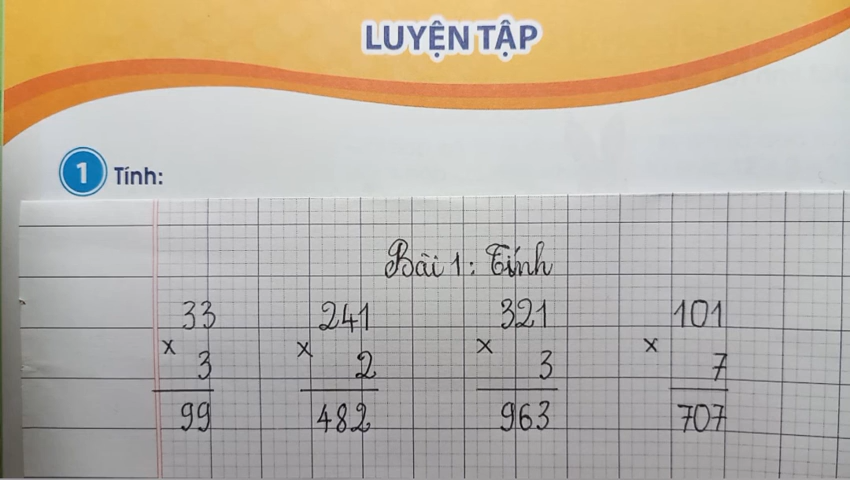 LUYỆN TẬP
1 Tính:
Bài 1: Tính
33 241 321 101
x 3 x 2 x 3 x 7
99 482 963 707